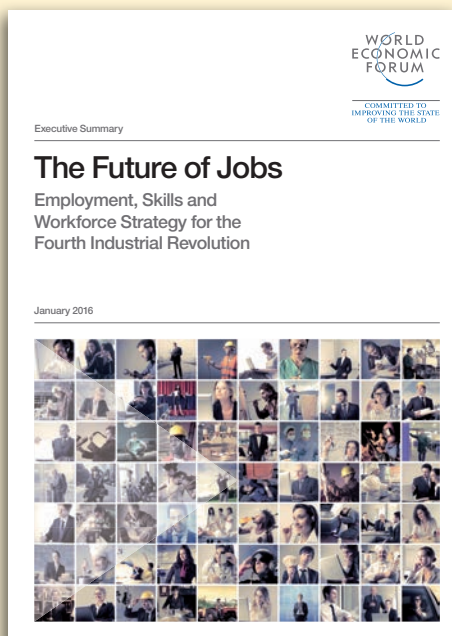 WORLD
ECONOMIC
FORUM
COMMITTED TO
IMPROVING THE STATE
OF THE WORLD
Executive Summary
The Future of Jobs
Employment, Skills and
Workforce Strategy for the
Fourth Industrial Revolution
January 2016